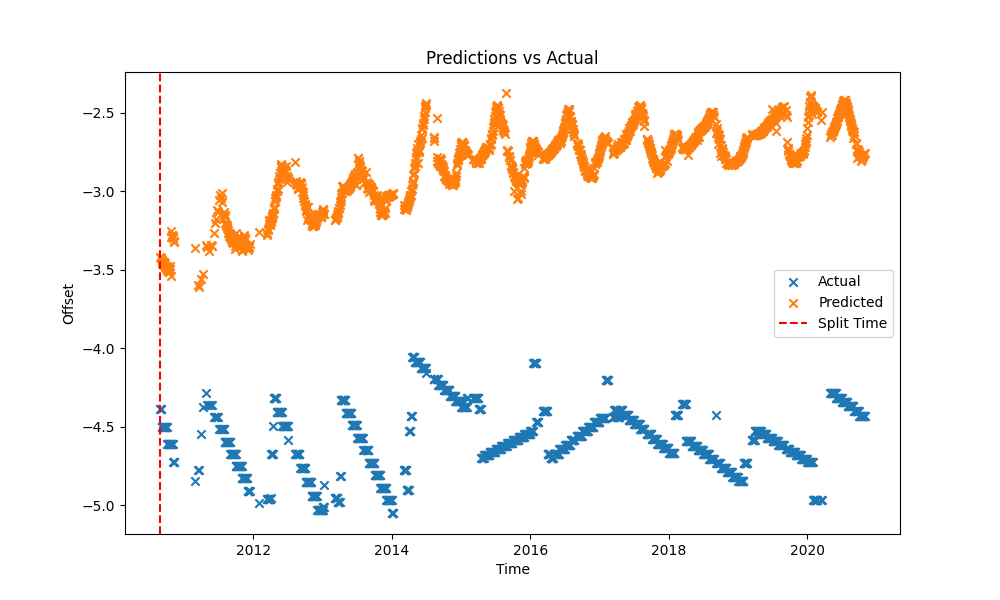 Predictions vs Actual
Offset
−2.5
−3.0
−3.5
−4.0
−4.5
−5.0
Actual
Predicted
Split Time
2012
2014
2016
2018
2020
Time